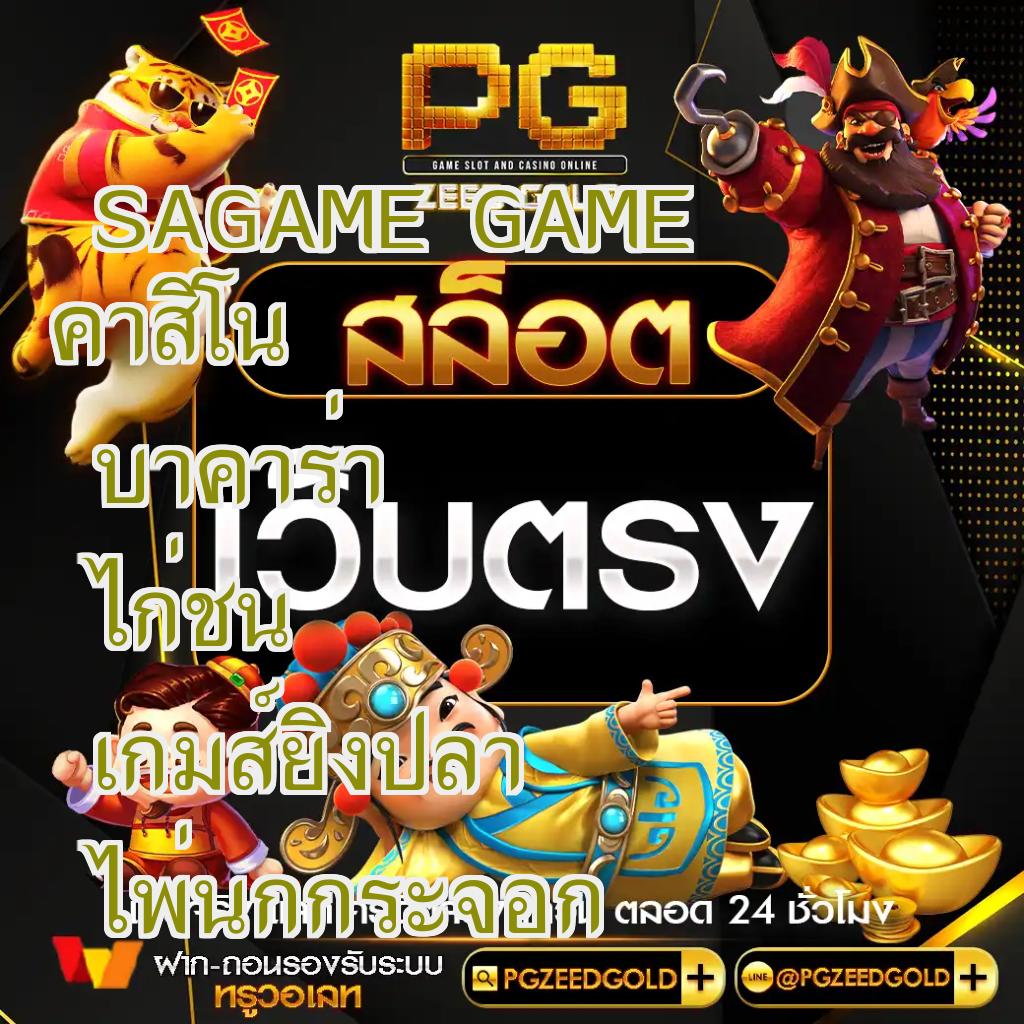 PG
GAME SLOT AND CASINO ONLINE
ZEEDGOLD
SAGAME GAME
คาสิโน
สล็อต
บาคาร่า
เว็บตรง
ไก่ชน
เกมส์ยิงปลา
ไพ่นกกระจอก
ตลอด 24 ชั่วโมง
ฝาก-ถอนรองรับระบบ
ทรูวอเลท
PGZEEDGOLD +
LINE @PGZEEDGOLD +